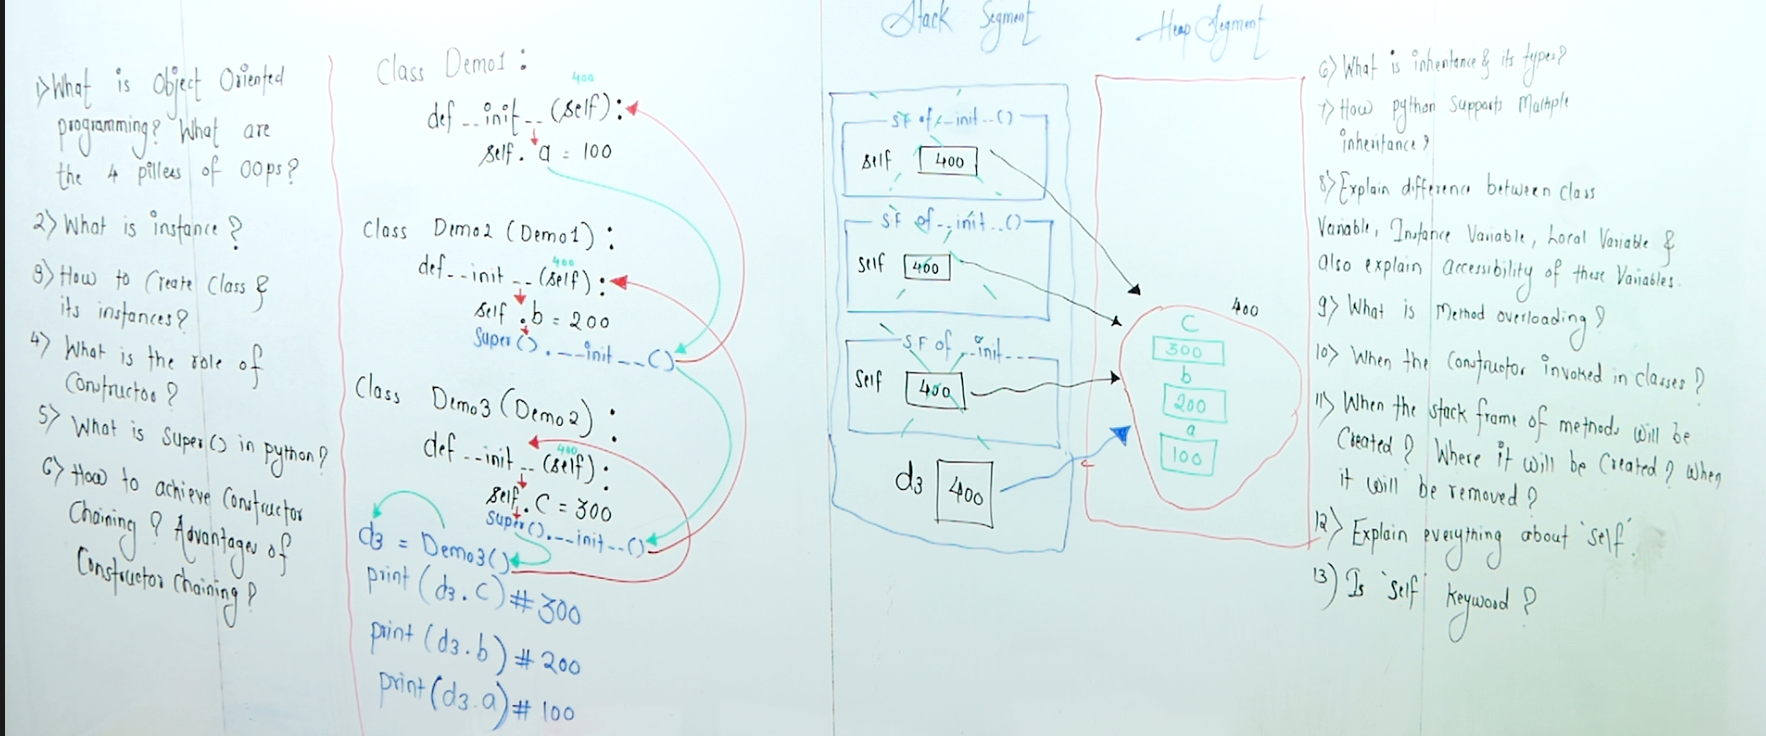 1) What is Object Oriented
programming? What are
the 4 pillers of OOps?
2) What is instance?
3) How to Create Class &
its instances?
4) What is the role of
Constructor?
5) What is Super() in python?
6) How to achieve Constructor
Chaining? Advantages of
Constructor chaining?
Class Demo1 :
400
def __init__(self):
self.a = 100
Class Demo2 (Demo1) :
400
def __init__(self):
self.b = 200
Super().__init__()
Class Demo3 (Demo2) :
400
def __init__(self):
self.C = 300
Super().__init__()
d3 = Demo3()
print(d3.C) #300
print(d3.b) #200
print(d3.a) #100
Stack Segment
SF of __init__()
self 400
SF of __init__()
self 400
SF of __init__
Self 400
d3 400
Heap Segment
400
C
300
b
200
a
100
6) What is inheritance & its types?
7) How python Supports Multiple
inheritance?
8) Explain difference between class
Variable, Instance Variable, Local Variable &
also explain accessibility of these Variables.
9) What is Method overloading?
10) When the Constructor invoked in classes?
11) When the stack frame of methods will be
Created? Where it will be Created? When
it will be removed?
12) Explain everything about 'self'.
13) Is 'self' keyword?